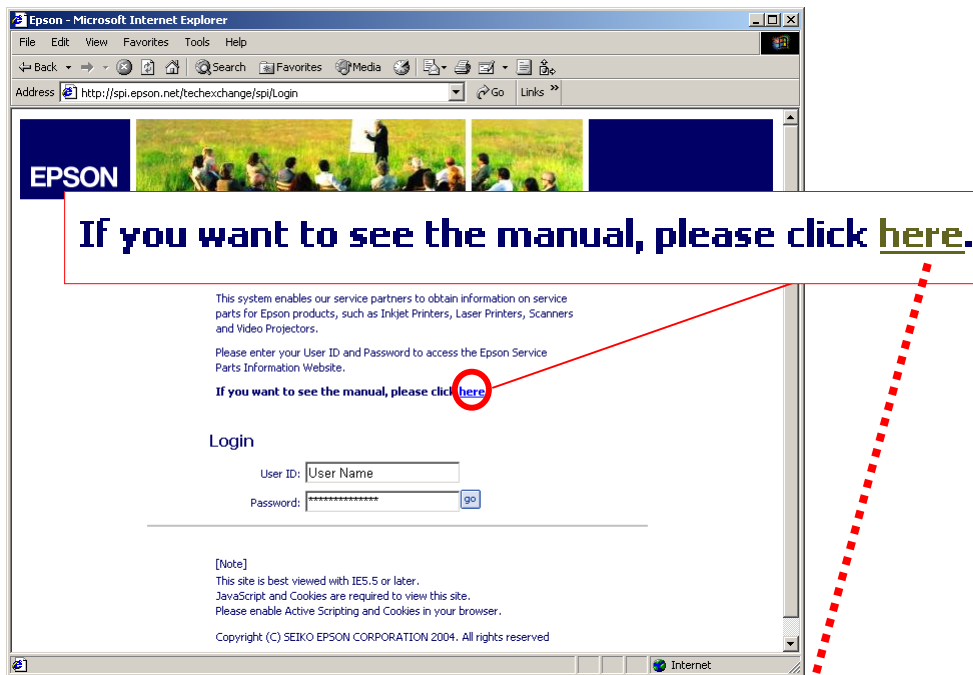 Epson - Microsoft Internet Explorer
File Edit View Favorites Tools Help
Back Search Favorites Media
Address http://spi.epson.net/techexchange/spi/Login Go Links »
EPSON
If you want to see the manual, please click here.
This system enables our service partners to obtain information on service
parts for Epson products, such as Inkjet Printers, Laser Printers, Scanners
and Video Projectors.
Please enter your User ID and Password to access the Epson Service
Parts Information Website.
If you want to see the manual, please click here
Login
User ID: User Name
Password: ************** go
[Note]
This site is best viewed with IE5.5 or later.
JavaScript and Cookies are required to view this site.
Please enable Active Scripting and Cookies in your browser.
Copyright (C) SEIKO EPSON CORPORATION 2004. All rights reserved
Internet